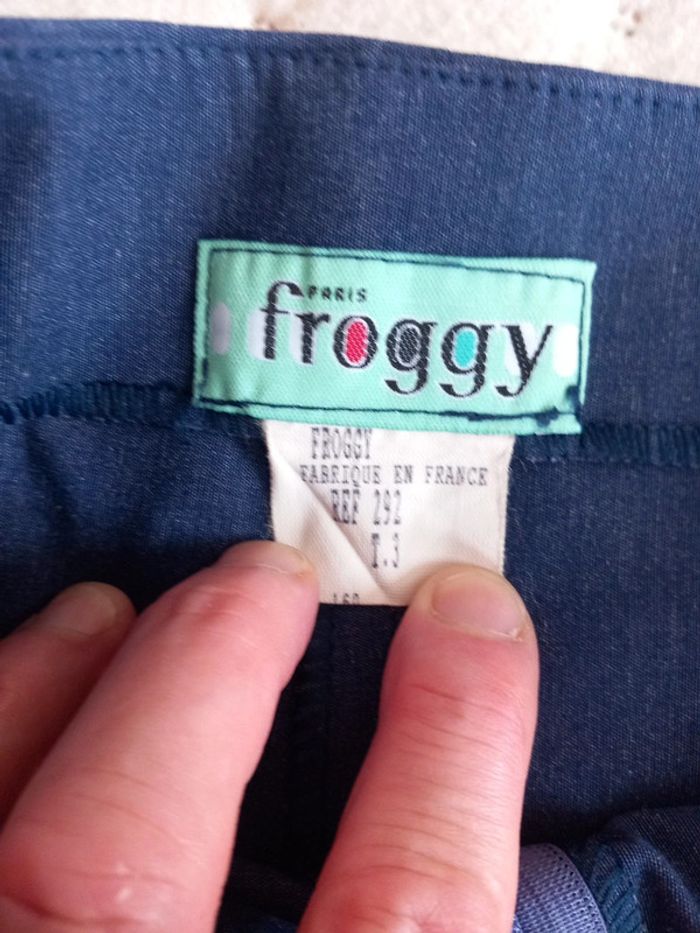 PARIS
froggy
FROGGY
FABRIQUE EN FRANCE
REF 292
T.3